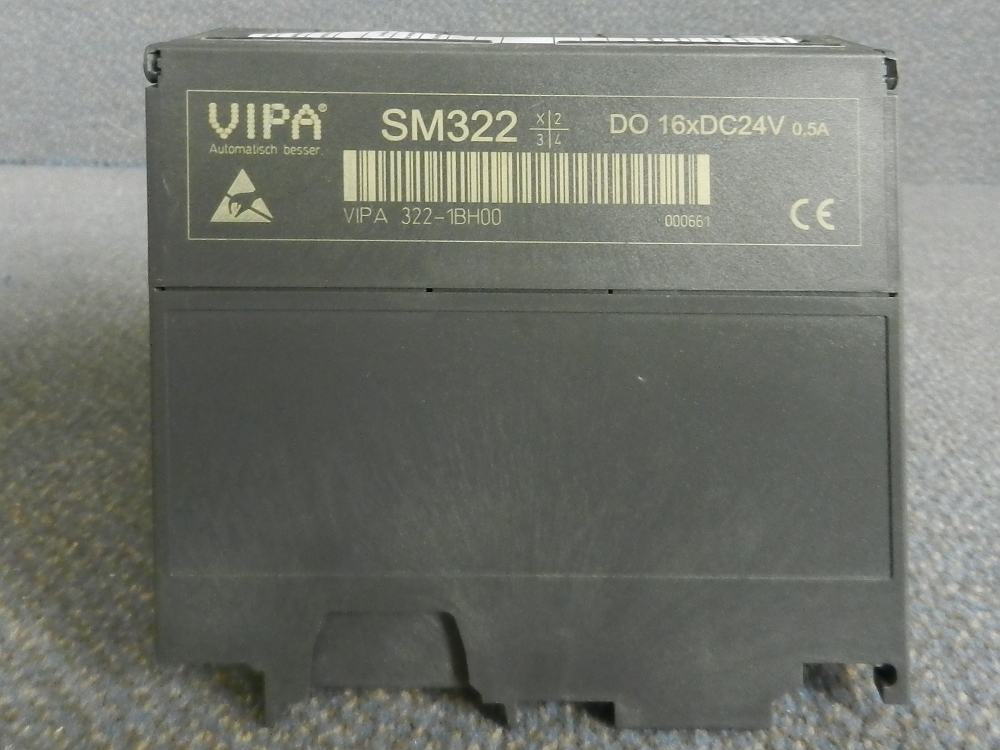 VIPA®
Automatisch besser.
SM322
X 2
3 4
DO 16xDC24V 0,5A
VIPA 322-1BH00
000661
CE